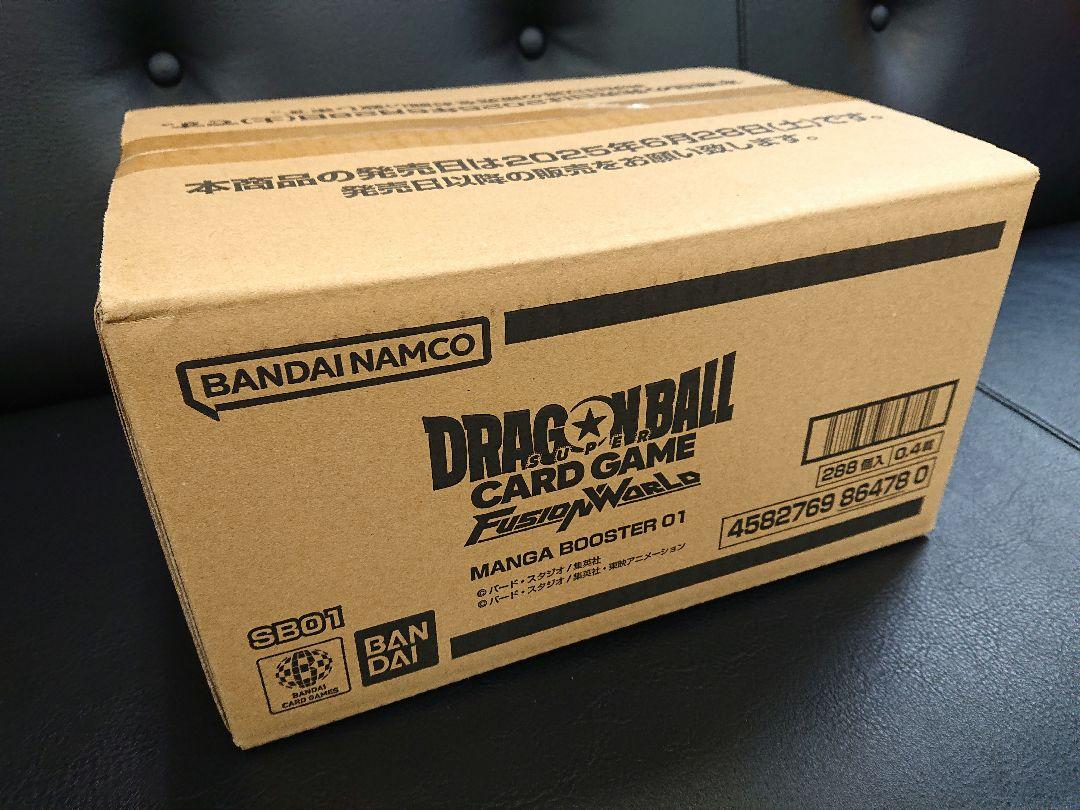 本商品の発売日は2025年6月28日(土)です。
発売日以降の販売をお願い致します。
BANDAI NAMCO
DRAGON BALL
SUPER
CARD GAME
FUSION WORLD
MANGA BOOSTER 01
©バード・スタジオ/集英社
©バード・スタジオ/集英社・東映アニメーション
288個入 0.4㎏
4582769 86478 0
SB01
BANDAI
CARD GAMES
BAN
DAI